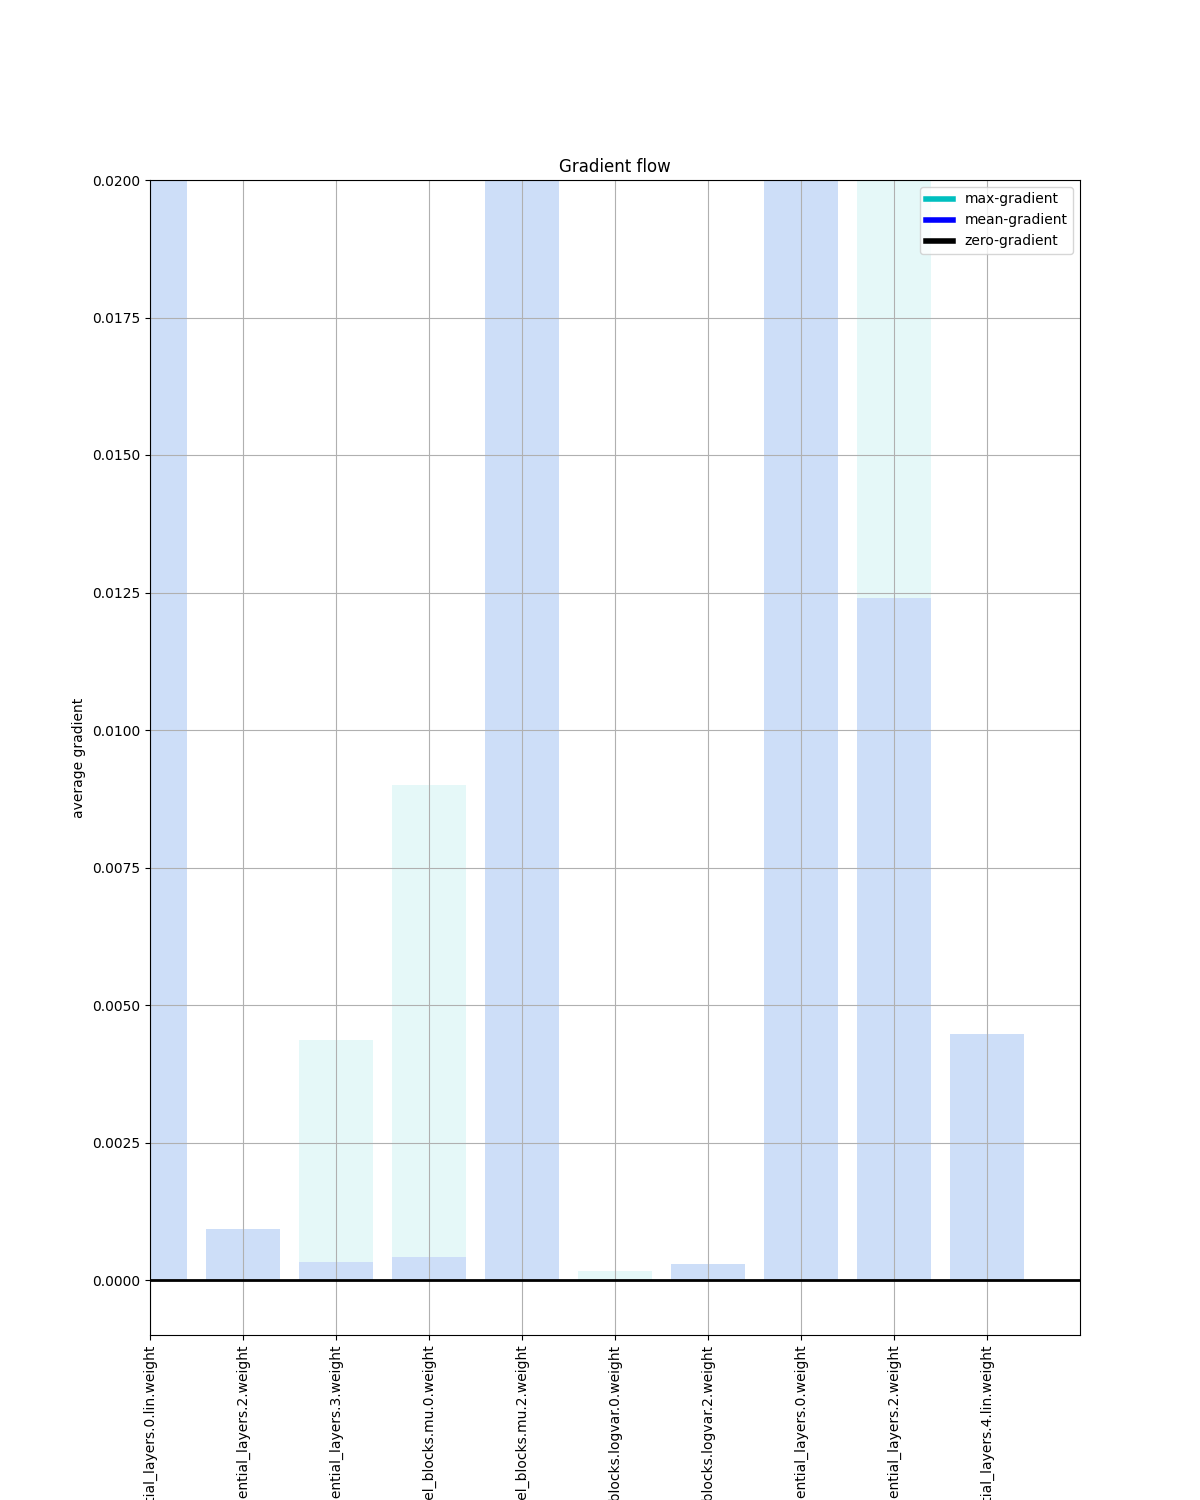 Gradient flow
max-gradient
mean-gradient
zero-gradient
average gradient
0.0200
0.0175
0.0150
0.0125
0.0100
0.0075
0.0050
0.0025
0.0000
tial_layers.0.lin.weight
ential_layers.2.weight
ential_layers.3.weight
el_blocks.mu.0.weight
el_blocks.mu.2.weight
blocks.logvar.0.weight
blocks.logvar.2.weight
ential_layers.0.weight
ential_layers.2.weight
tial_layers.4.lin.weight